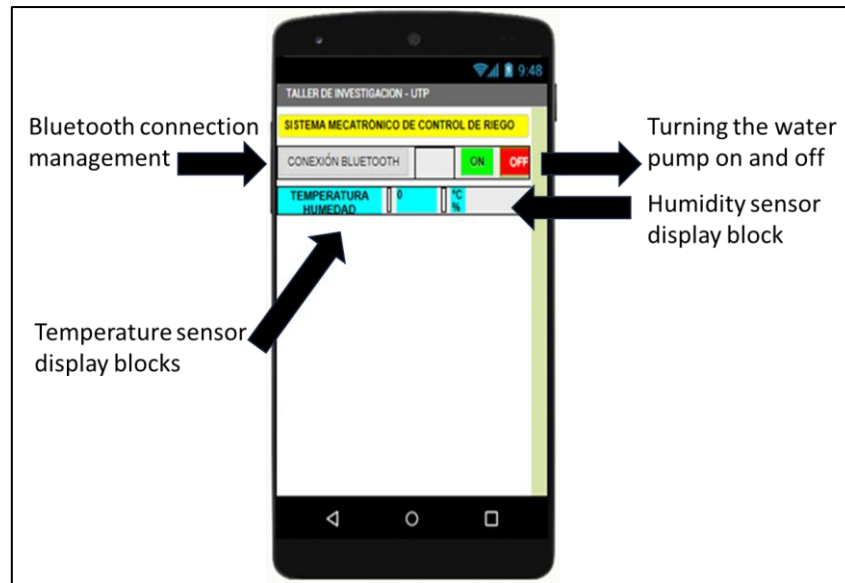 9:48
TALLER DE INVESTIGACION - UTP
SISTEMA MECATRÓNICO DE CONTROL DE RIEGO
Bluetooth connection
management
CONEXIÓN BLUETOOTH ON OFF
Turning the water
pump on and off
TEMPERATURA 0 °C
HUMEDAD %
Humidity sensor
display block
Temperature sensor
display blocks